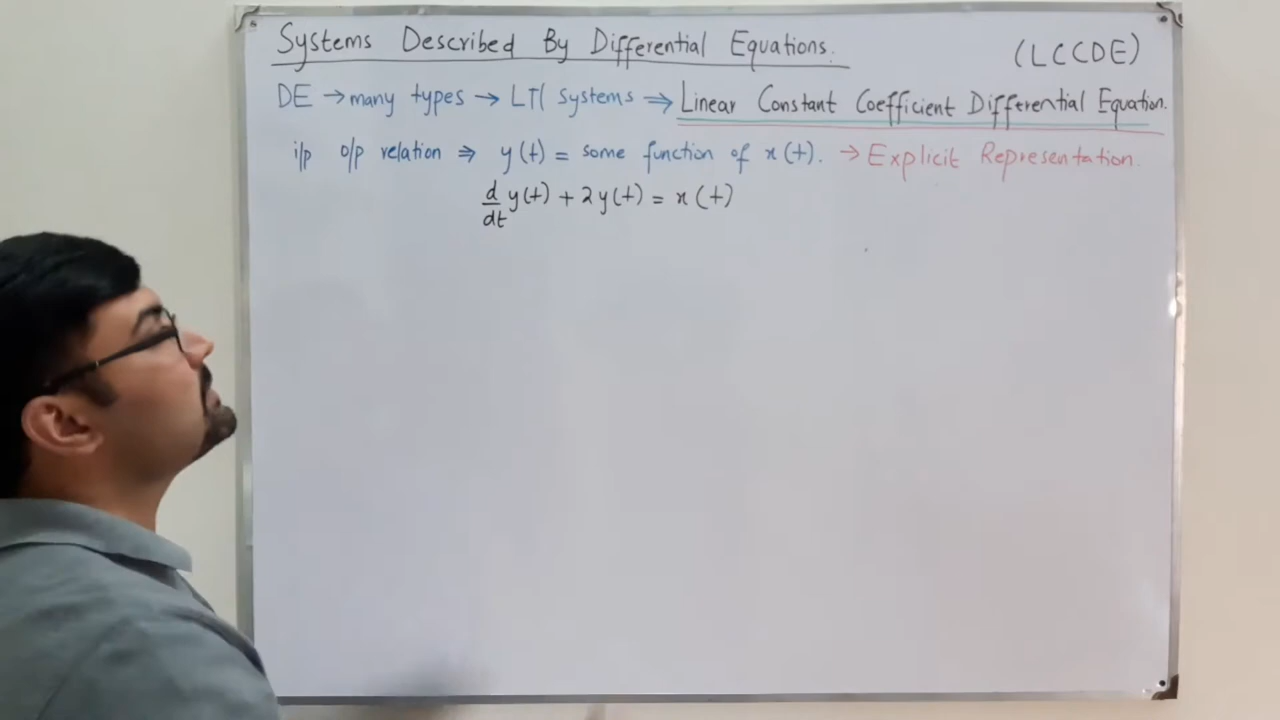 Systems Described By Differential Equations. (LCCDE)
DE → many types → LTI systems ⇒ Linear Constant Coefficient Differential Equation.
i/p o/p relation ⇒ y(t) = some function of x(t). → Explicit Representation.
d/dt y(t) + 2y(t) = x(t)